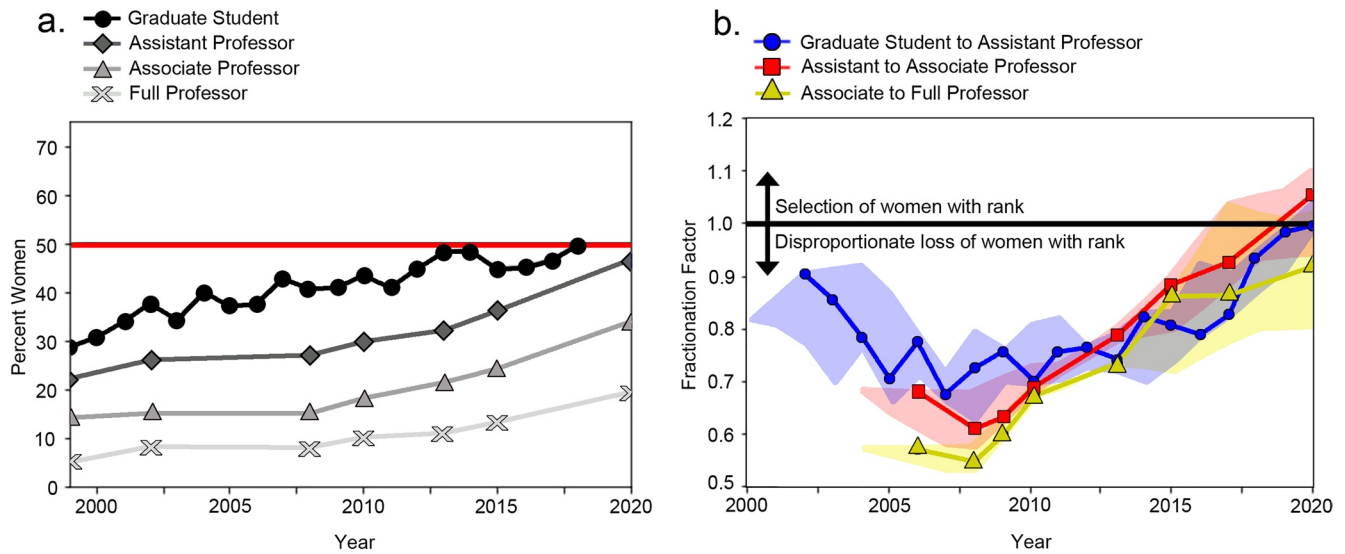 a.
Graduate Student
Assistant Professor
Associate Professor
Full Professor
Percent Women
70
60
50
40
30
20
10
0
2000
2005
2010
2015
2020
Year
b.
Graduate Student to Assistant Professor
Assistant to Associate Professor
Associate to Full Professor
Fractionation Factor
1.2
1.1
1.0
0.9
0.8
0.7
0.6
0.5
Selection of women with rank
Disproportionate loss of women with rank
2000
2005
2010
2015
2020
Year